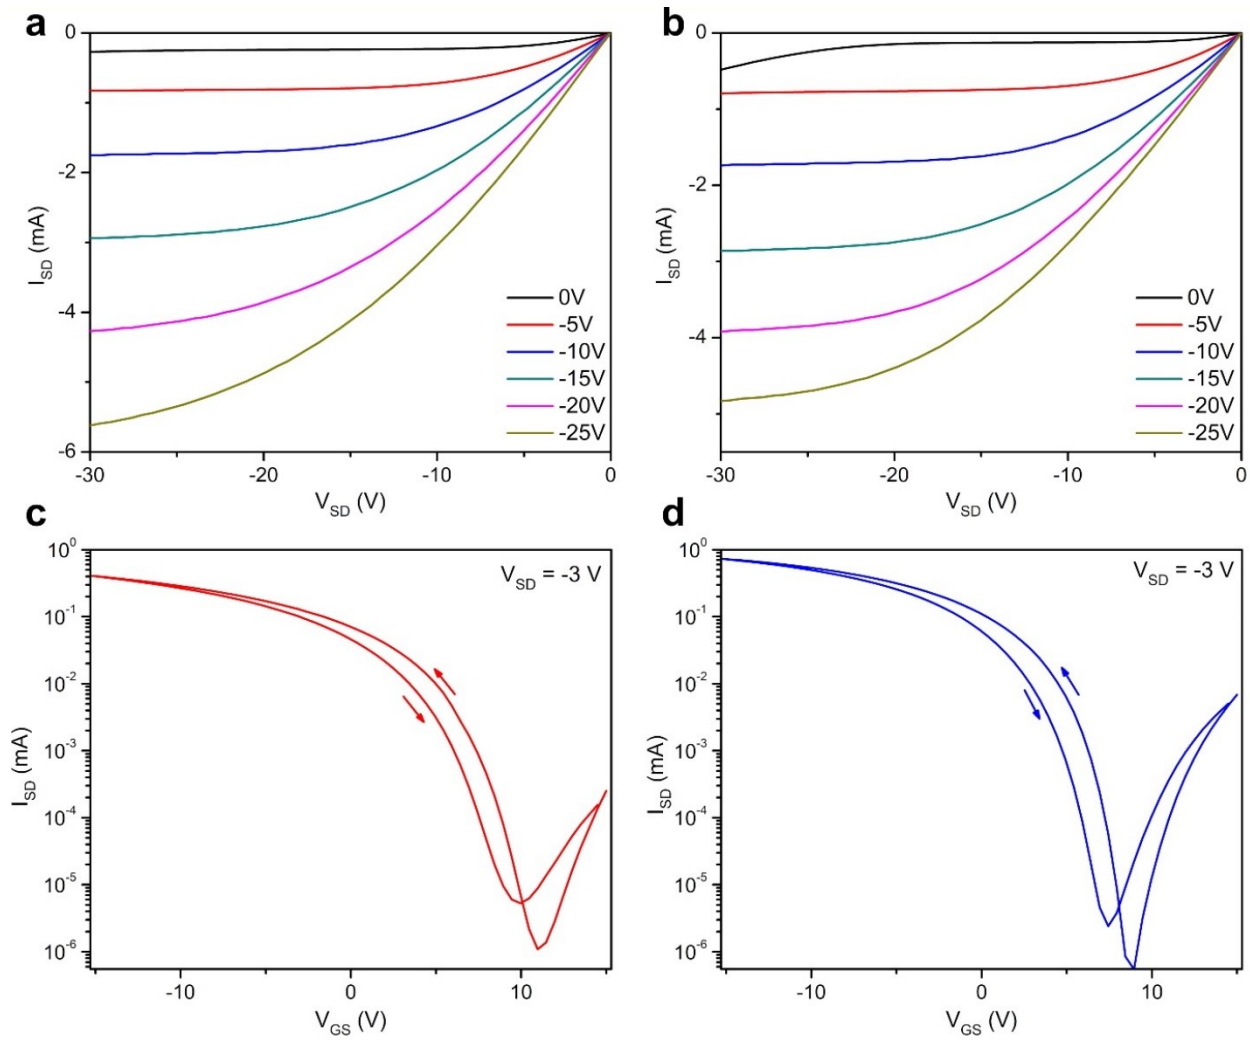 a
0
-2
-4
-6
I_SD (mA)
-30 -20 -10 0
V_SD (V)
0V
-5V
-10V
-15V
-20V
-25V
b
0
-2
-4
I_SD (mA)
-30 -20 -10 0
V_SD (V)
0V
-5V
-10V
-15V
-20V
-25V
c
10^0
10^-1
10^-2
10^-3
10^-4
10^-5
10^-6
I_SD (mA)
V_SD = -3 V
-10 0 10
V_GS (V)
d
10^0
10^-1
10^-2
10^-3
10^-4
10^-5
10^-6
I_SD (mA)
V_SD = -3 V
-10 0 10
V_GS (V)